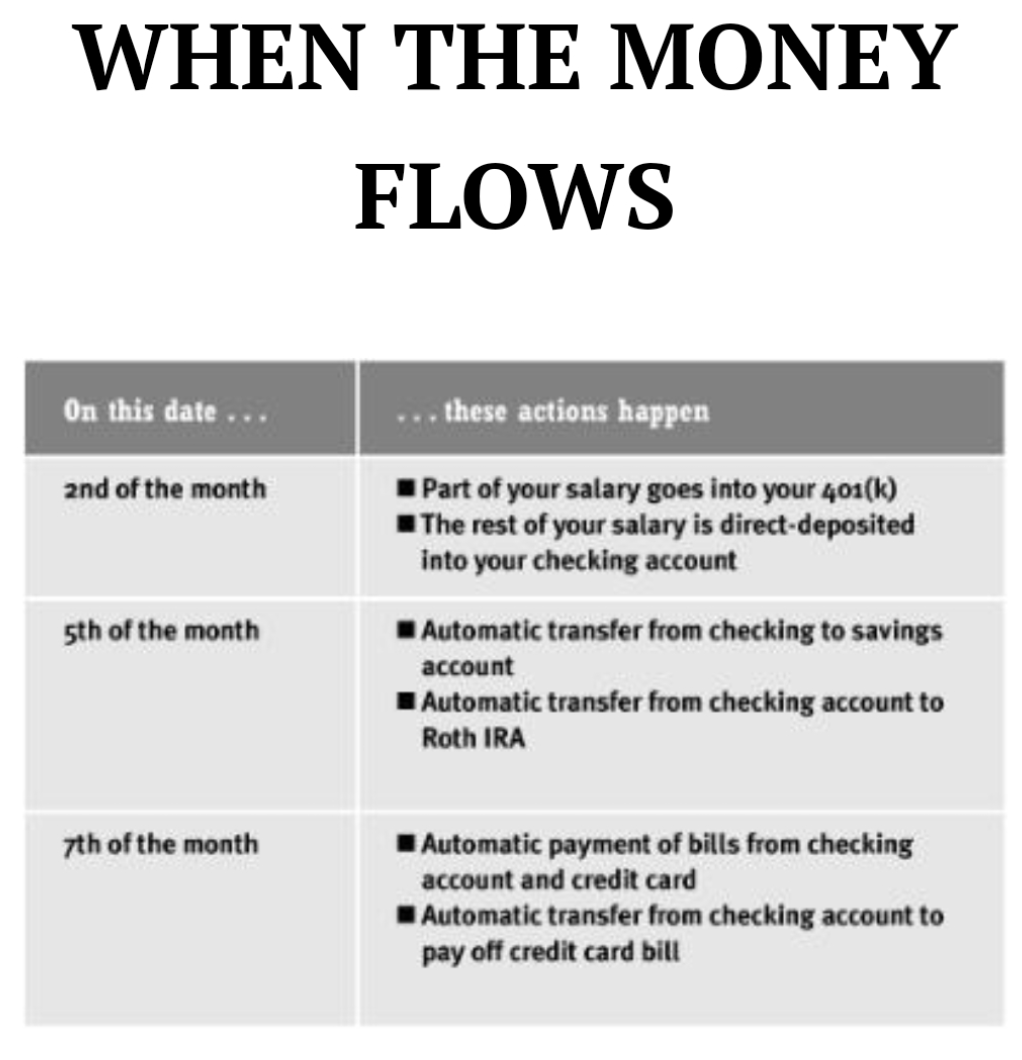 WHEN THE MONEY
FLOWS
On this date . . .
. . . these actions happen
2nd of the month
■ Part of your salary goes into your 401(k)
■ The rest of your salary is direct-deposited
into your checking account
5th of the month
■ Automatic transfer from checking to savings
account
■ Automatic transfer from checking account to
Roth IRA
7th of the month
■ Automatic payment of bills from checking
account and credit card
■ Automatic transfer from checking account to
pay off credit card bill